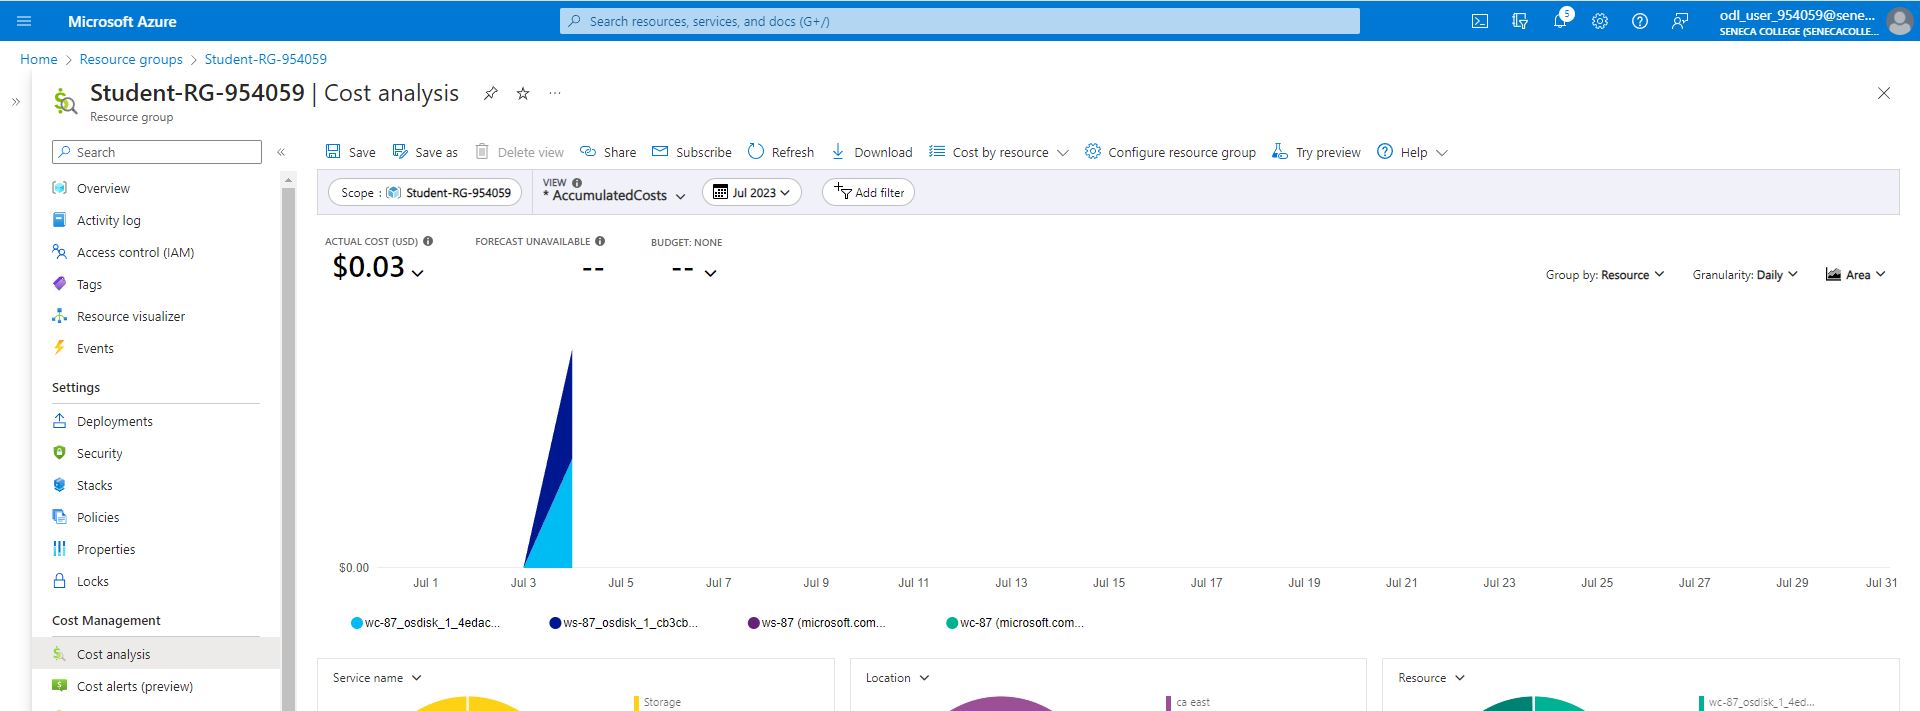 Microsoft Azure
Search resources, services, and docs (G+/)
5
odl_user_954059@sene...
SENECA COLLEGE (SENECACOLLE...
Home > Resource groups > Student-RG-954059
Student-RG-954059 | Cost analysis
Resource group
Search
Overview
Activity log
Access control (IAM)
Tags
Resource visualizer
Events
Settings
Deployments
Security
Stacks
Policies
Properties
Locks
Cost Management
Cost analysis
Cost alerts (preview)
Save Save as Delete view Share Subscribe Refresh Download Cost by resource Configure resource group Try preview Help
Scope : Student-RG-954059
VIEW
* AccumulatedCosts
Jul 2023
Add filter
ACTUAL COST (USD)
$0.03
FORECAST UNAVAILABLE
--
BUDGET: NONE
--
Group by: Resource
Granularity: Daily
Area
$0.00
Jul 1 Jul 3 Jul 5 Jul 7 Jul 9 Jul 11 Jul 13 Jul 15 Jul 17 Jul 19 Jul 21 Jul 23 Jul 25 Jul 27 Jul 29 Jul 31
wc-87_osdisk_1_4edac... ws-87_osdisk_1_cb3cb... ws-87 (microsoft.com... wc-87 (microsoft.com...
Service name
Storage
Location
ca east
Resource
wc-87_osdisk_1_4ed...